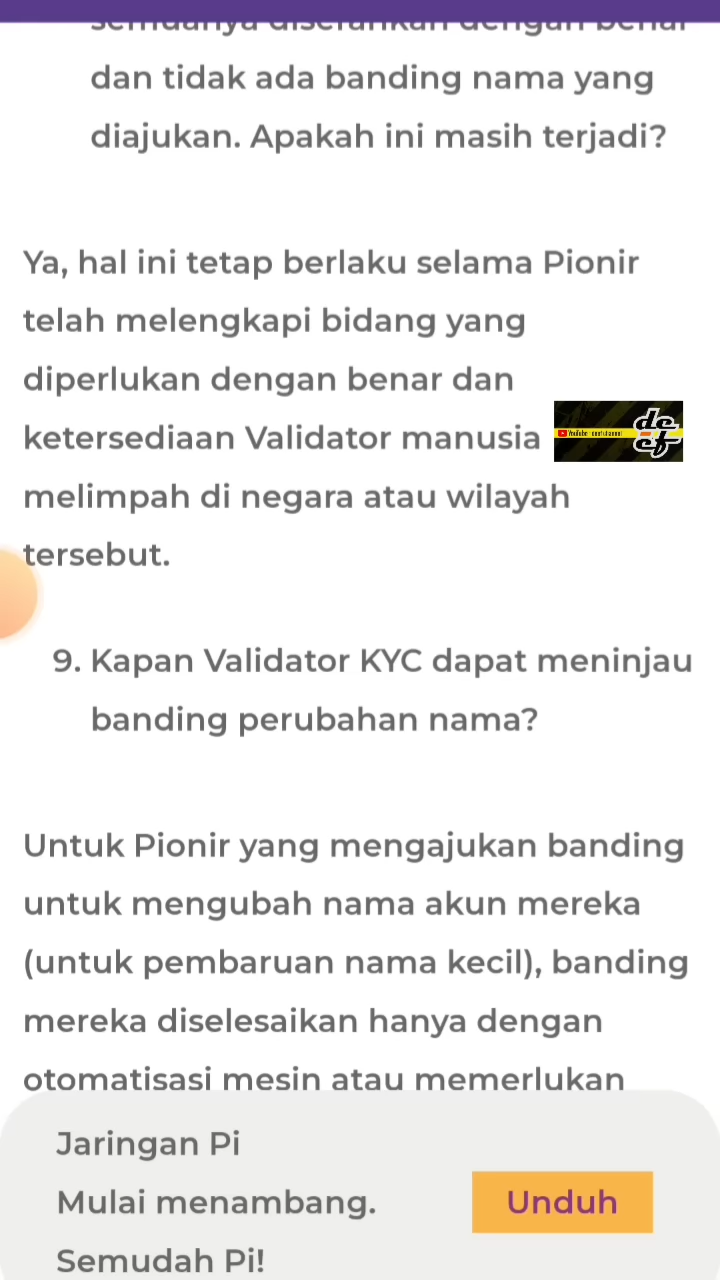 dan tidak ada banding nama yang
diajukan. Apakah ini masih terjadi?
Ya, hal ini tetap berlaku selama Pionir
telah melengkapi bidang yang
diperlukan dengan benar dan
ketersediaan Validator manusia
de
ef
YouTube
melimpah di negara atau wilayah
tersebut.
9. Kapan Validator KYC dapat meninjau
banding perubahan nama?
Untuk Pionir yang mengajukan banding
untuk mengubah nama akun mereka
(untuk pembaruan nama kecil), banding
mereka diselesaikan hanya dengan
otomatisasi mesin atau memerlukan
Jaringan Pi
Mulai menambang.
Semudah Pi!
Unduh